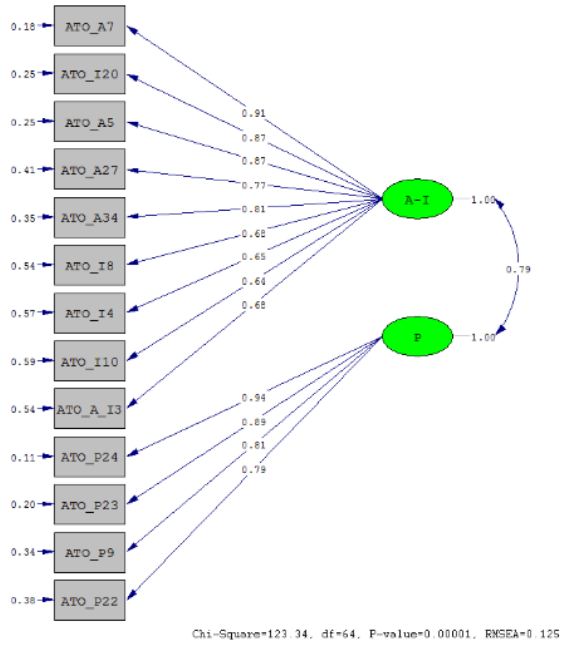 0.18 ATO_A7
0.25 ATO_I20
0.25 ATO_A5
0.41 ATO_A27
0.35 ATO_A34
0.54 ATO_I8
0.57 ATO_I4
0.59 ATO_I10
0.54 ATO_A_I3
0.11 ATO_P24
0.20 ATO_P23
0.34 ATO_P9
0.38 ATO_P22
0.91
0.87
0.87
0.77
0.81
0.68
0.65
0.64
0.68
A-I 1.00
0.79
P 1.00
0.94
0.89
0.81
0.79
Chi-Square=123.34, df=64, P-value=0.00001, RMSEA=0.125